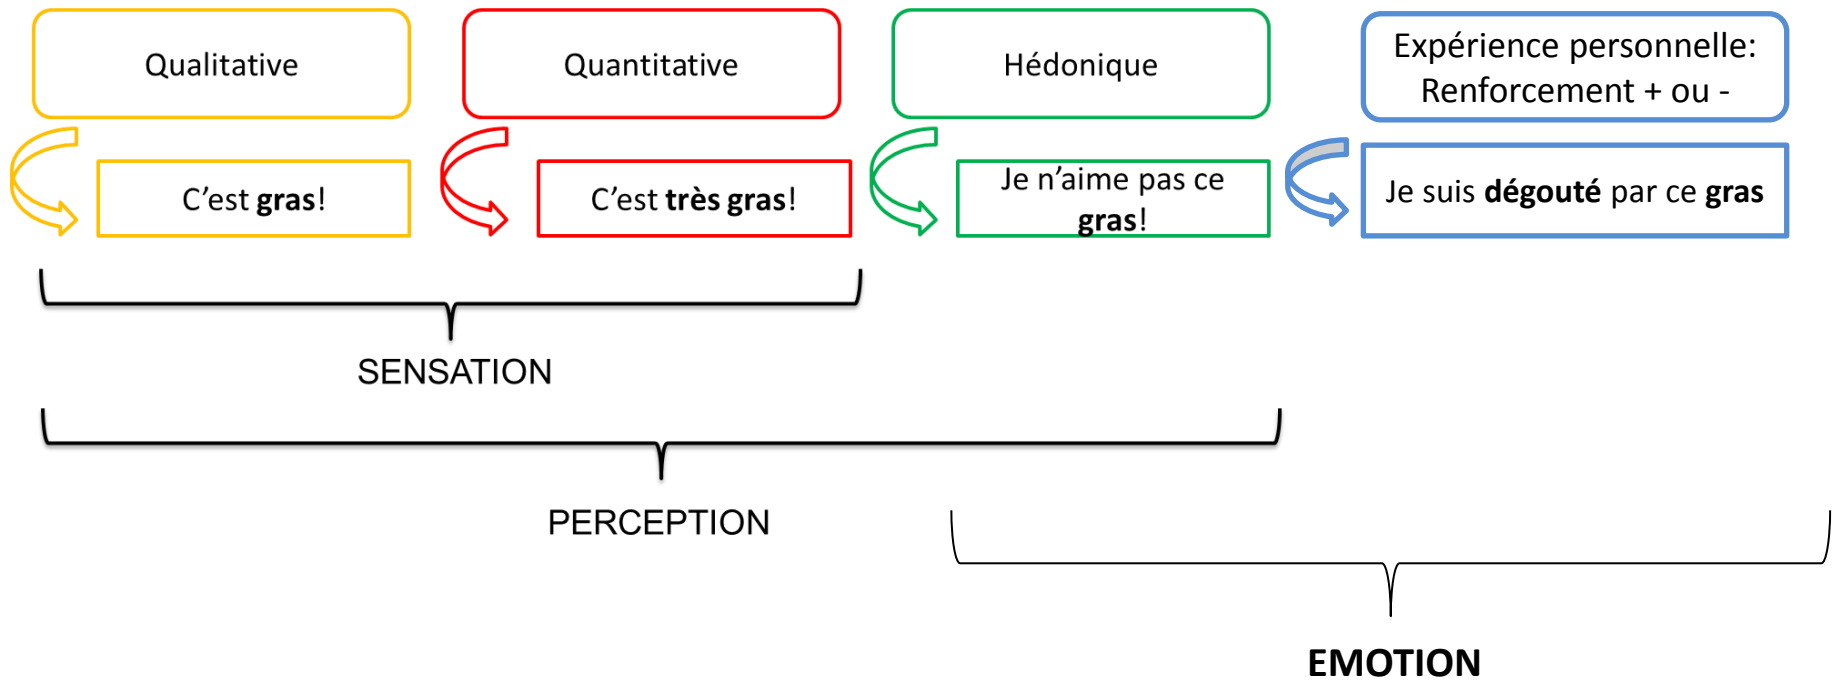 Qualitative
Quantitative
Hédonique
Expérience personnelle:
Renforcement + ou -
C’est gras!
C’est très gras!
Je n’aime pas ce
gras!
Je suis dégouté par ce gras
SENSATION
PERCEPTION
EMOTION